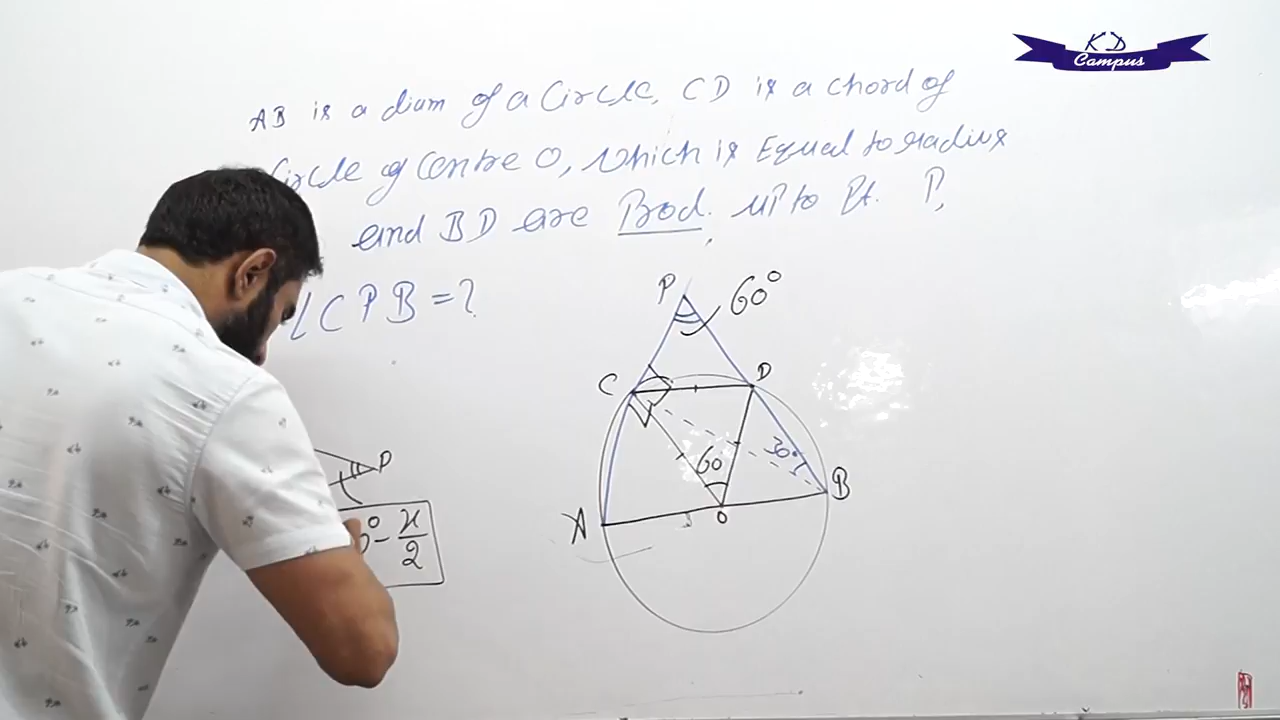 KD
Campus
AB is a diam of a Circle, CD is a chord of
Circle of Centre O, which is Equal to radius
and BD are Prod. up to Pt. P,
∠CPB=?
P 60°
C D
60 30°
B
A O
P
° - x/2